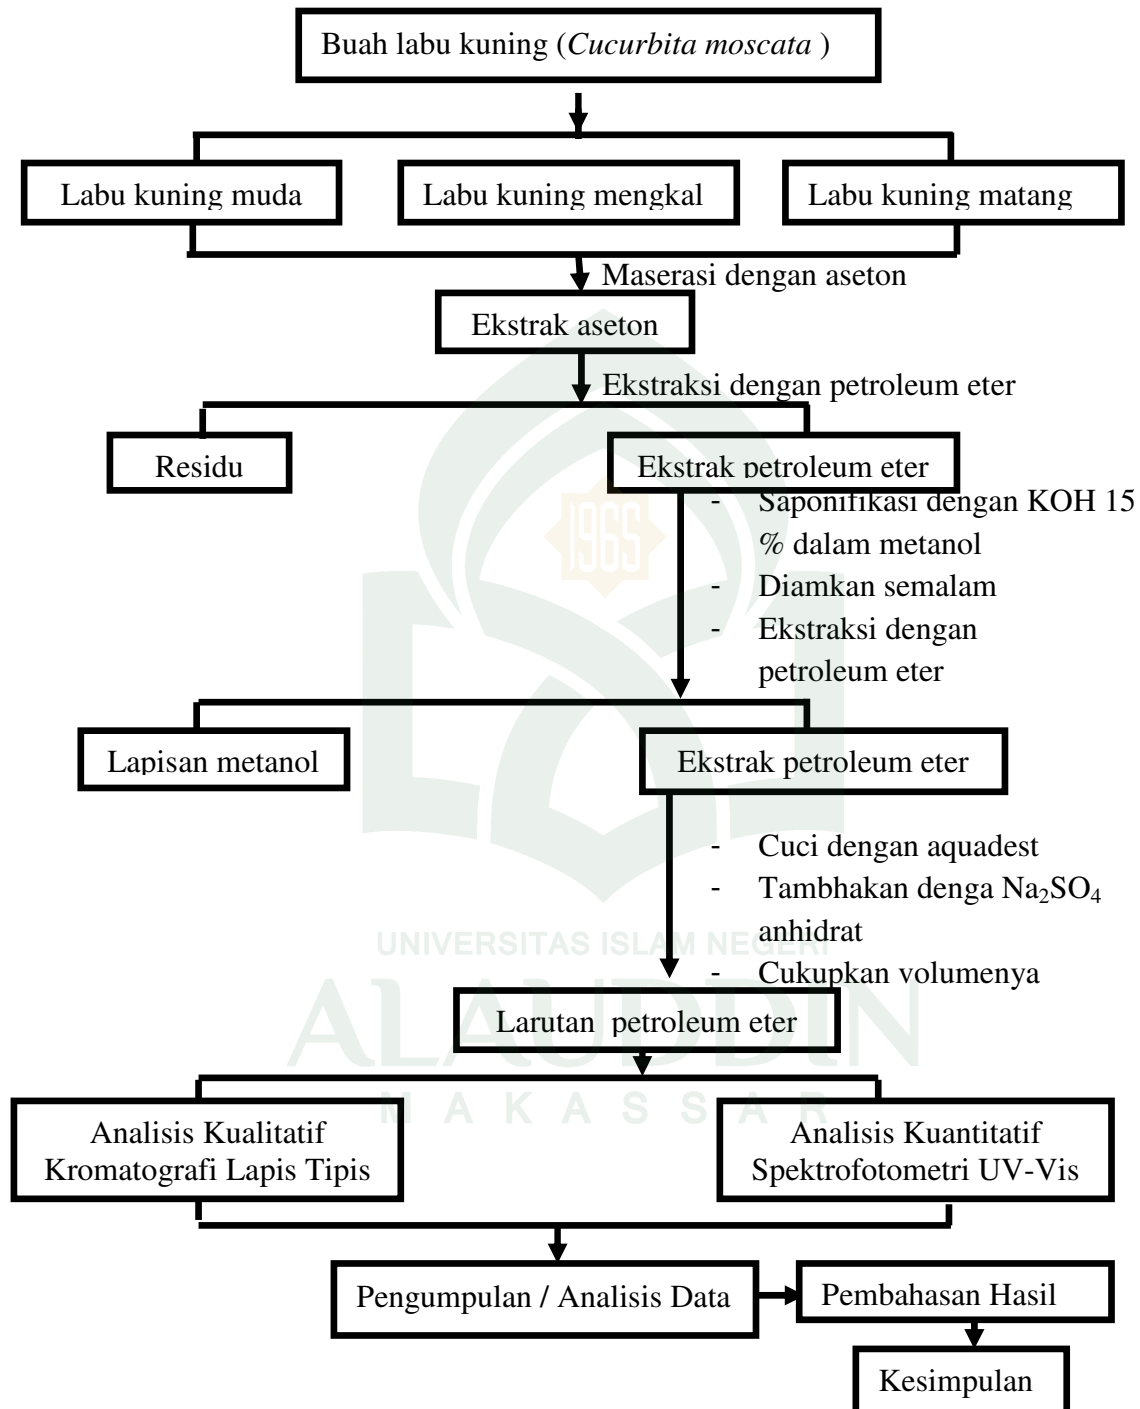 Buah labu kuning (Cucurbita moscata )
Labu kuning muda
Labu kuning mengkal
Labu kuning matang
Maserasi dengan aseton
Ekstrak aseton
Ekstraksi dengan petroleum eter
Residu
Ekstrak petroleum eter
- Saponifikasi dengan KOH 15
% dalam metanol
- Diamkan semalam
- Ekstraksi dengan
petroleum eter
1965
Lapisan metanol
Ekstrak petroleum eter
- Cuci dengan aquadest
- Tambhakan denga Na₂SO₄
anhidrat
- Cukupkan volumenya
UNIVERSITAS ISLAM NEGERI
ALAUDDIN
MAKASSAR
Larutan petroleum eter
Analisis Kualitatif
Kromatografi Lapis Tipis
Analisis Kuantitatif
Spektrofotometri UV-Vis
Pengumpulan / Analisis Data
Pembahasan Hasil
Kesimpulan